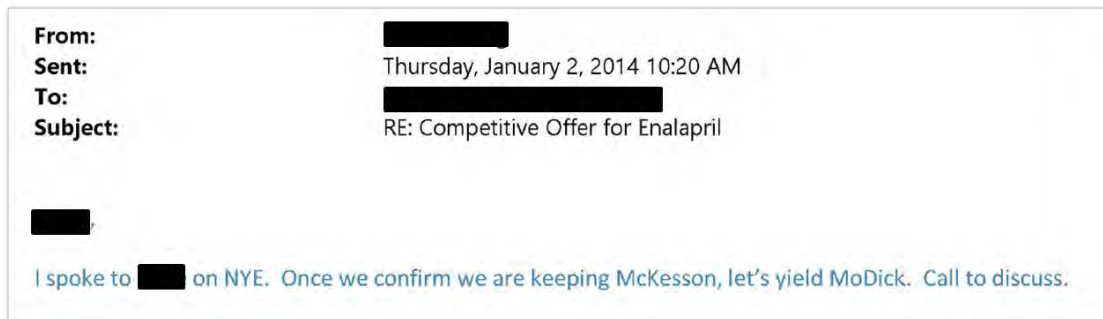 From:
Sent: Thursday, January 2, 2014 10:20 AM
To:
Subject: RE: Competitive Offer for Enalapril
,
I spoke to on NYE. Once we confirm we are keeping McKesson, let's yield MoDick. Call to discuss.